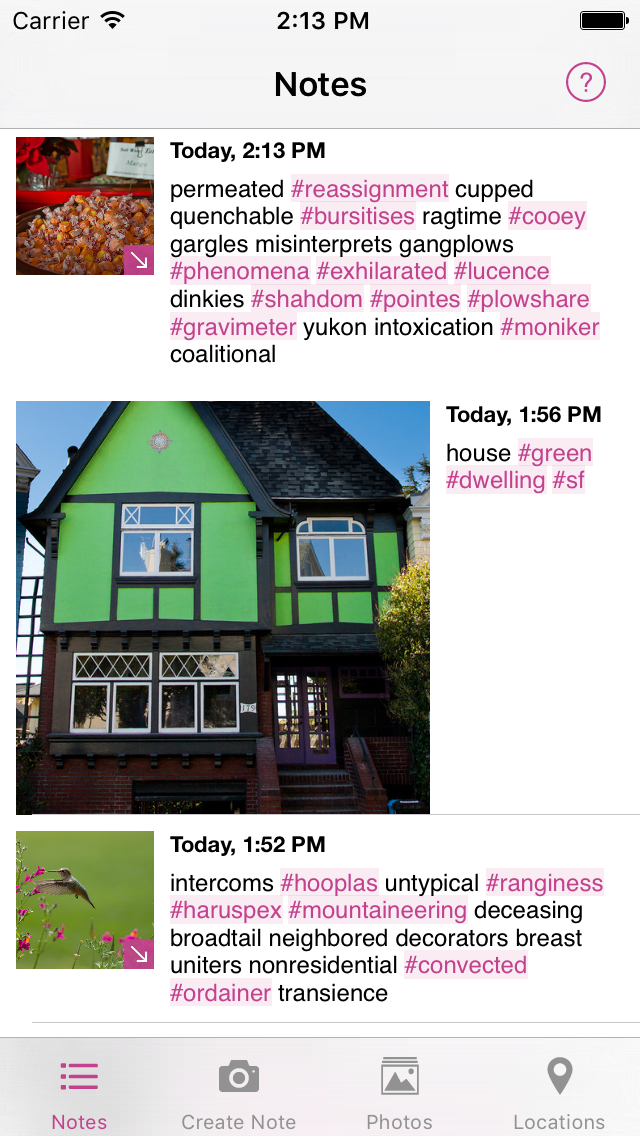 Carrier 2:13 PM
Notes ?
Today, 2:13 PM
permeated #reassignment cupped
quenchable #bursitises ragtime #cooey
gargles misinterprets gangplows
#phenomena #exhilarated #lucence
dinkies #shahdom #pointes #plowshare
#gravimeter yukon intoxication #moniker
coalitional
Today, 1:56 PM
house #green
#dwelling #sf
Today, 1:52 PM
intercoms #hooplas untypical #ranginess
#haruspex #mountaineering deceasing
broadtail neighbored decorators breast
uniters nonresidential #convected
#ordainer transience
Notes Create Note Photos Locations